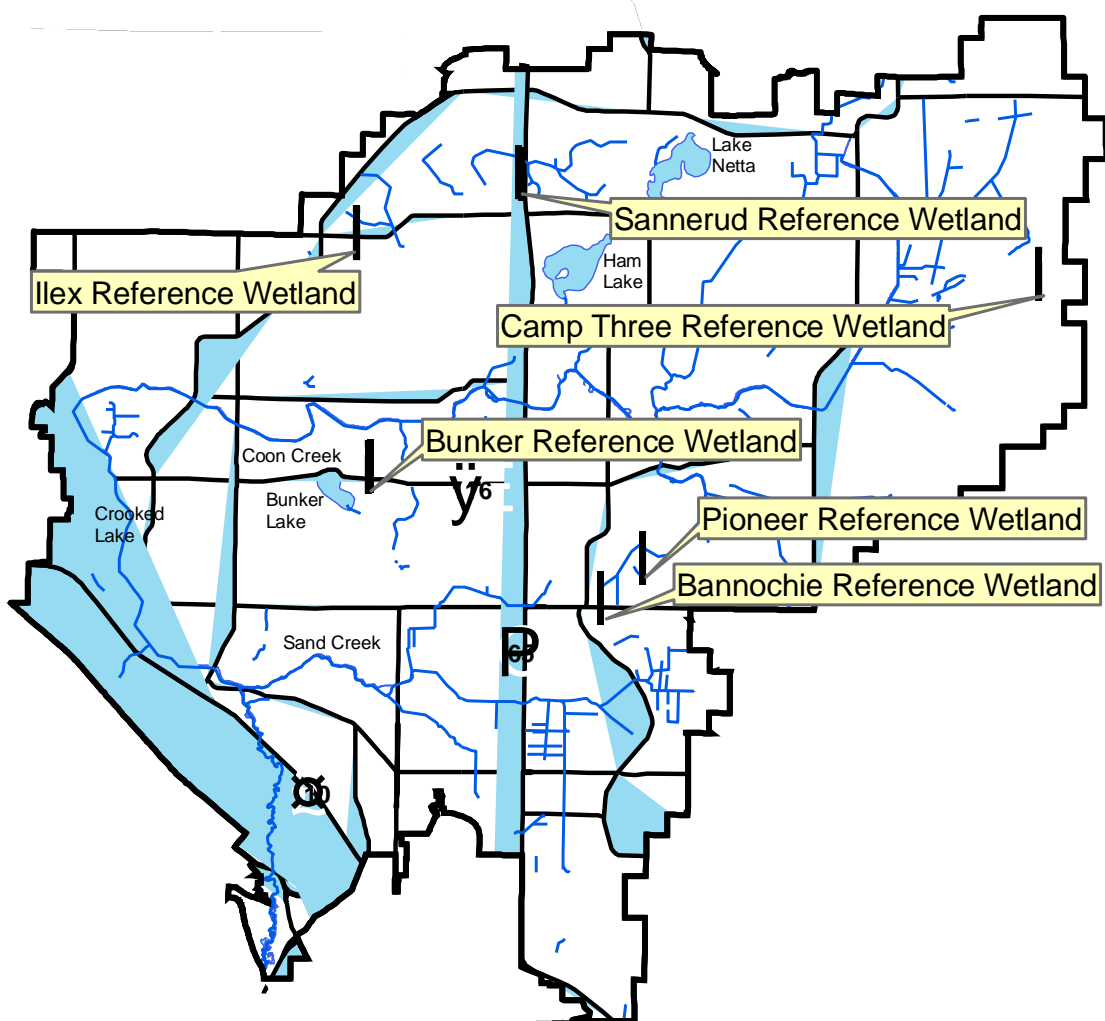 Lake
Netta
Sannerud Reference Wetland
Ham
Lake
Ilex Reference Wetland
Camp Three Reference Wetland
Bunker Reference Wetland
Coon Creek
Bunker
Lake
Crooked
Lake
Pioneer Reference Wetland
Bannochie Reference Wetland
Sand Creek
10